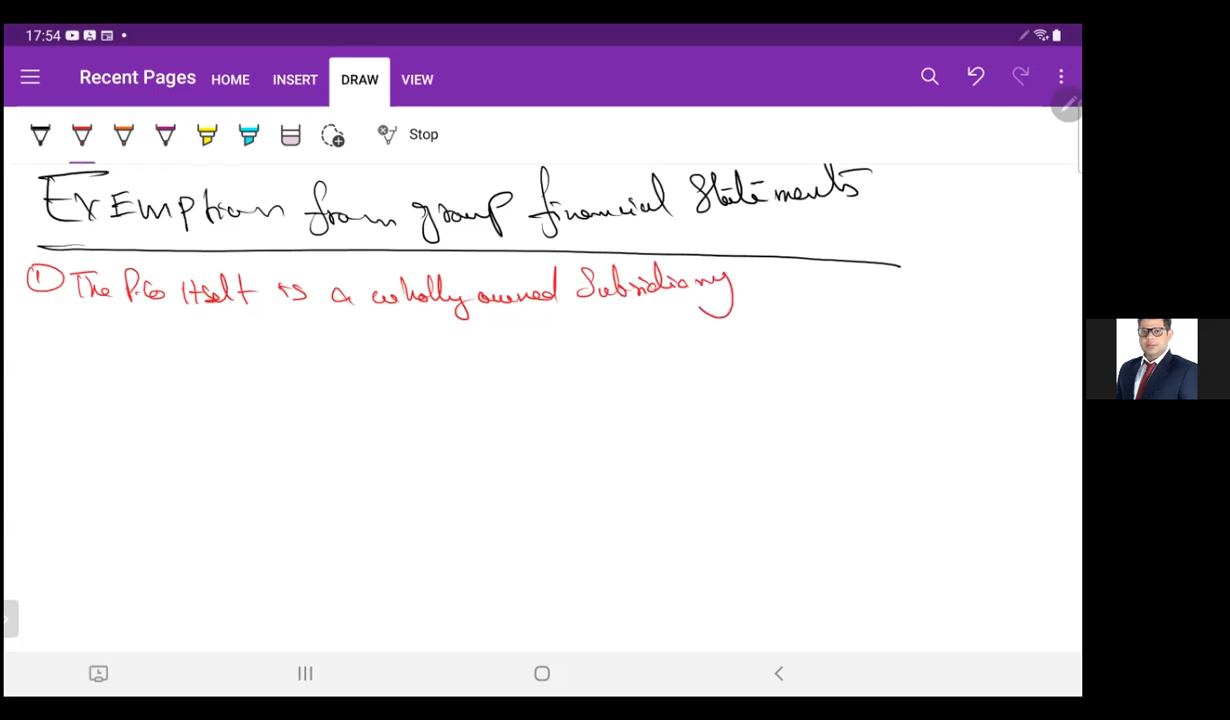 17:54
Recent Pages HOME INSERT DRAW VIEW
Stop
Exemption from group financial Statements
① The P.Co itself is a wholly owned Subsidiary